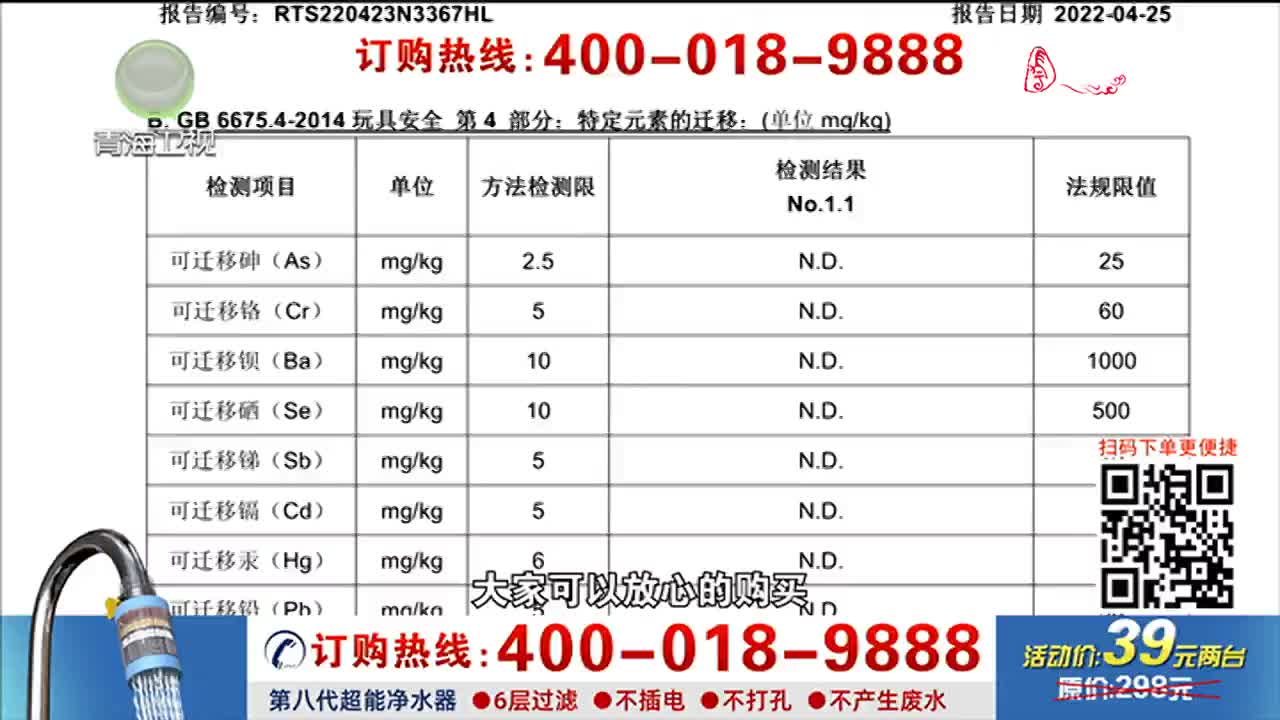 报告编号：RTS220423N3367HL
报告日期 2022-04-25
订购热线：400-018-9888
青海卫视
B. GB 6675.4-2014 玩具安全 第 4 部分：特定元素的迁移：(单位 mg/kg)
检测项目 单位 方法检测限 检测结果 No.1.1 法规限值
可迁移砷（As） mg/kg 2.5 N.D. 25
可迁移铬（Cr） mg/kg 5 N.D. 60
可迁移钡（Ba） mg/kg 10 N.D. 1000
可迁移硒（Se） mg/kg 10 N.D. 500
扫码下单更便捷
可迁移锑（Sb） mg/kg 5 N.D.
可迁移镉（Cd） mg/kg 5 N.D.
可迁移汞（Hg） mg/kg 6 N.D.
大家可以放心的购买
可迁移铅（Pb） mg/kg N.D.
订购热线：400-018-9888
活动价:39元两台
原价:298元
第八代超能净水器 ●6层过滤 ●不插电 ●不打孔 ●不产生废水